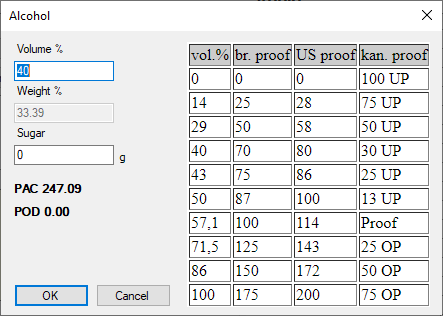 Alcohol
Volume %
40
Weight %
33.39
Sugar
0 g
PAC 247.09
POD 0.00
OK Cancel
vol.% br. proof US proof kan. proof
0 0 0 100 UP
14 25 28 75 UP
29 50 58 50 UP
40 70 80 30 UP
43 75 86 25 UP
50 87 100 13 UP
57,1 100 114 Proof
71,5 125 143 25 OP
86 150 172 50 OP
100 175 200 75 OP